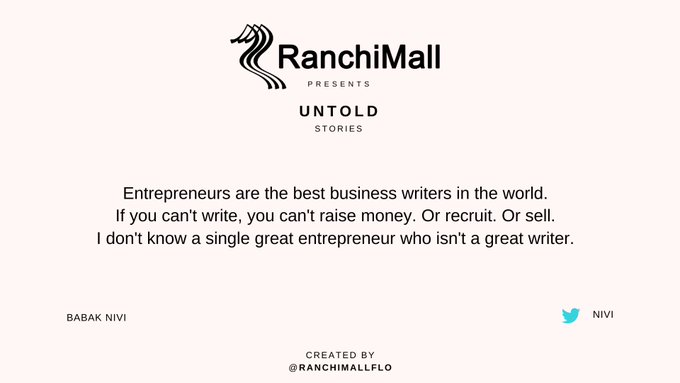 RanchiMall
PRESENTS
UNTOLD
STORIES
Entrepreneurs are the best business writers in the world.
If you can't write, you can't raise money. Or recruit. Or sell.
I don't know a single great entrepreneur who isn't a great writer.
BABAK NIVI
NIVI
CREATED BY
@RANCHIMALLFLO